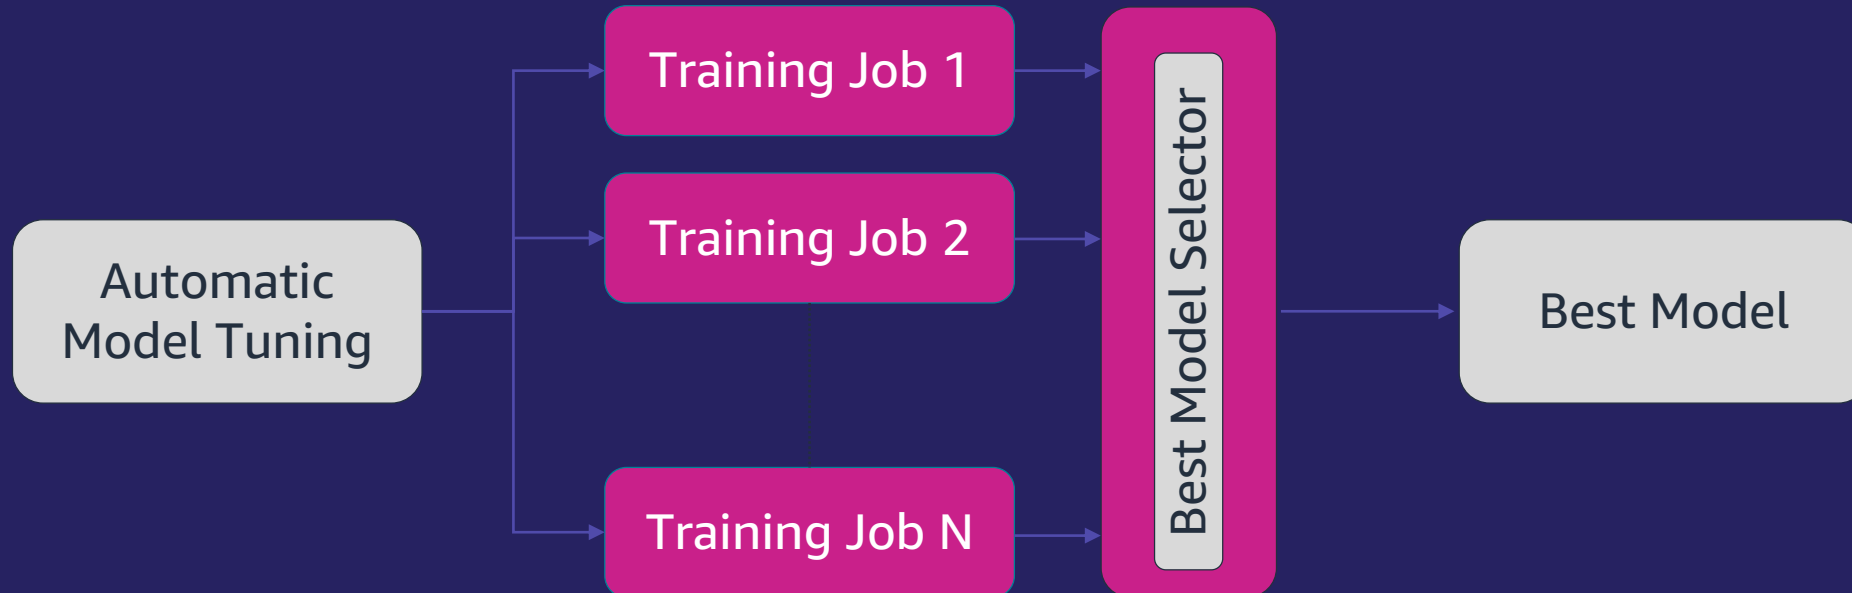 Automatic
Model Tuning
Training Job 1
Training Job 2
Training Job N
Best Model Selector
Best Model